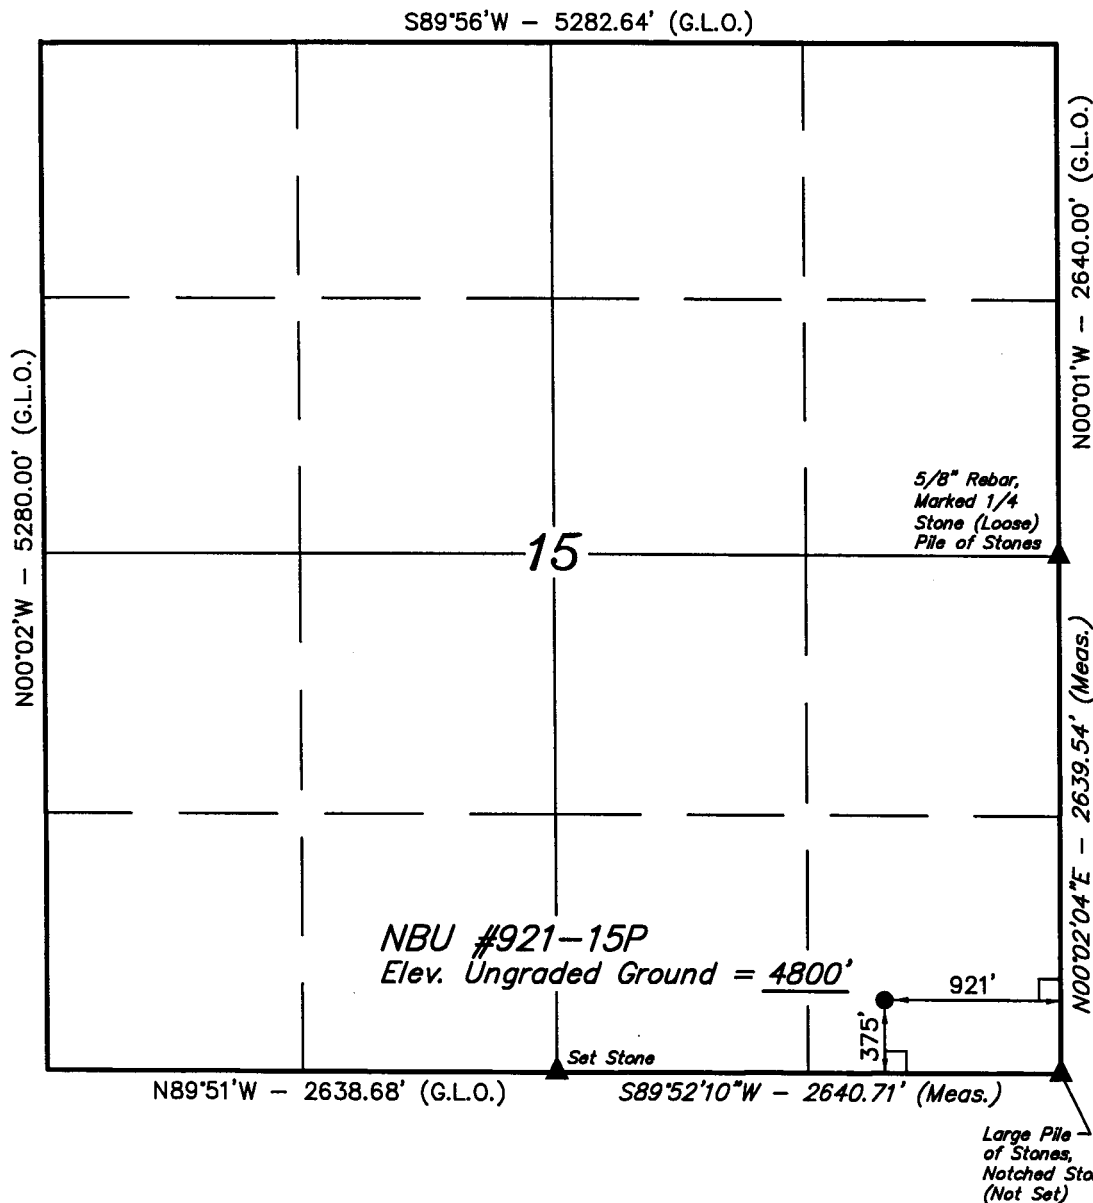 S89°56'W – 5282.64' (G.L.O.)
N00°01'W – 2640.00' (G.L.O.)
N00°02'W – 5280.00' (G.L.O.)
5/8" Rebar,
Marked 1/4
Stone (Loose)
Pile of Stones
15
N00°02'04"E – 2639.54' (Meas.)
NBU #921–15P
Elev. Ungraded Ground = 4800'
921'
375'
Set Stone
N89°51'W – 2638.68' (G.L.O.)
S89°52'10"W – 2640.71' (Meas.)
Large Pile
of Stones,
Notched
(Not Set)